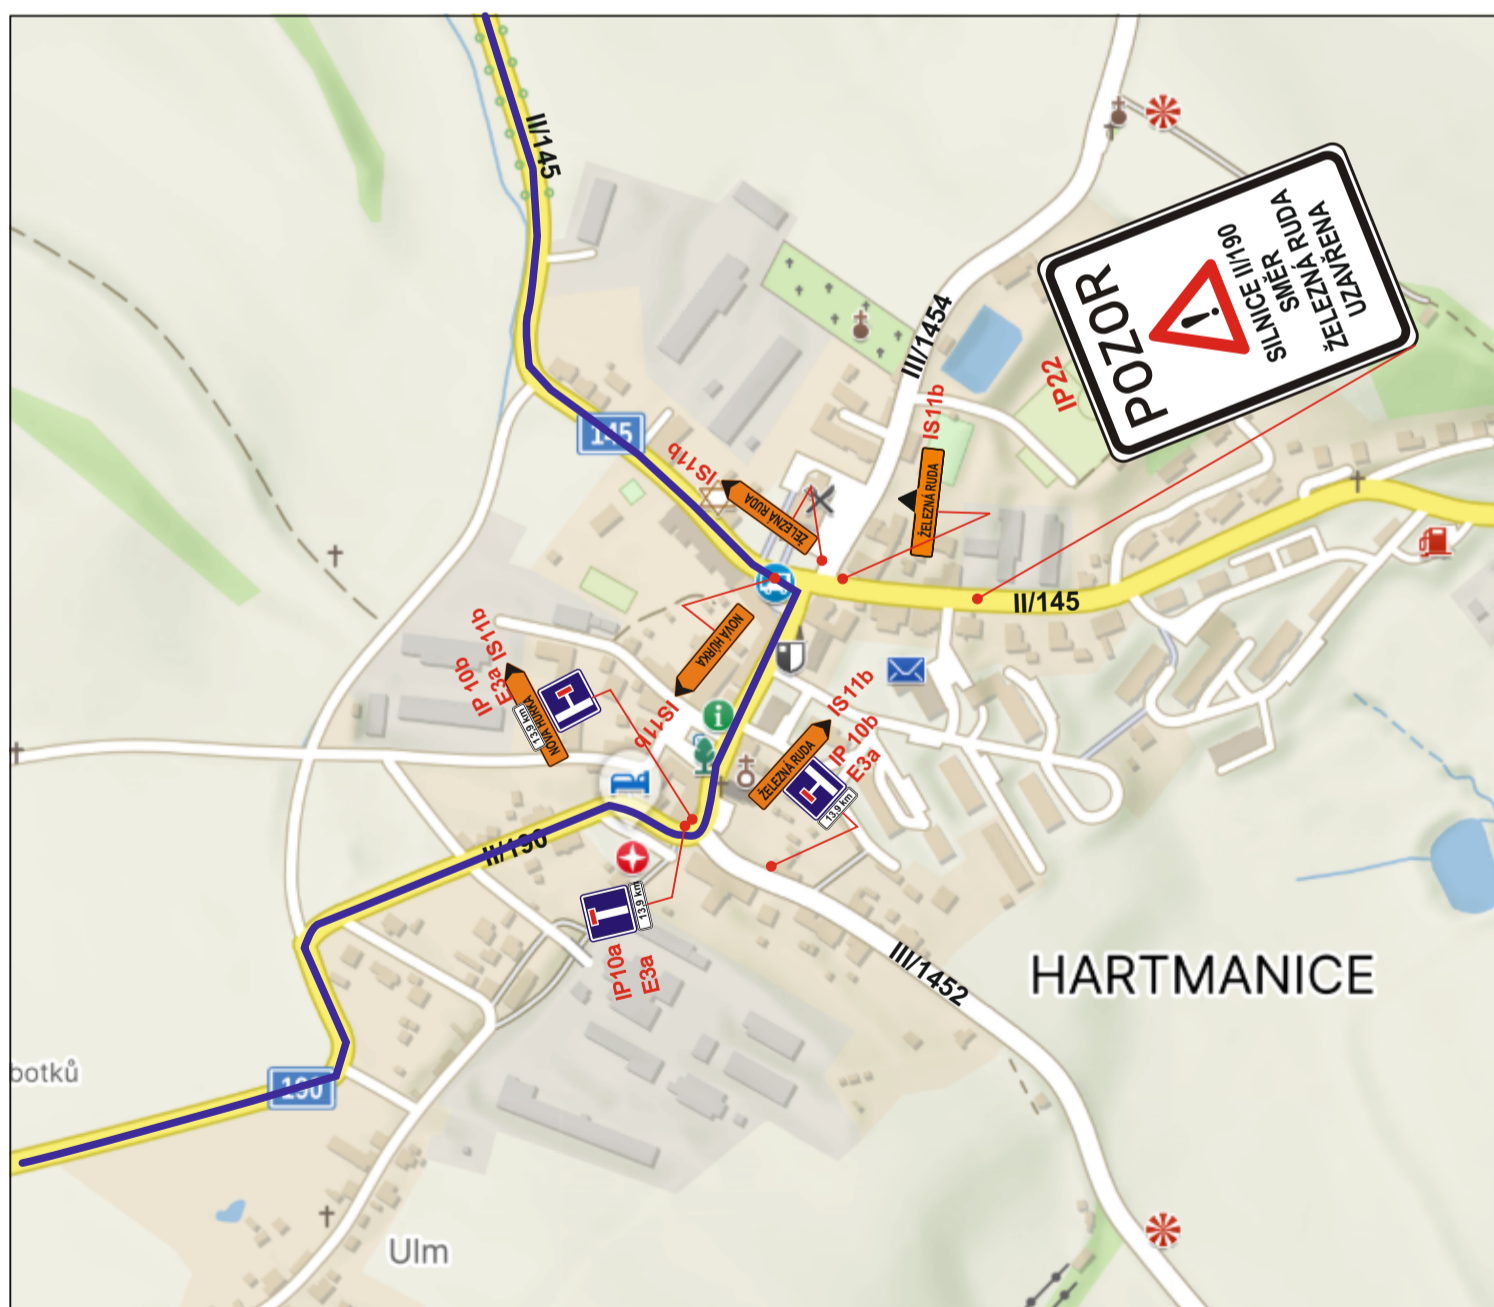 II/145
145
III/1454
POZOR
!
SILNICE II/190
SMĚR
ŽELEZNÁ RUDA
UZAVŘENA
IP22
IS11b
ŽELEZNÁ RUDA
IS11b
ŽELEZNÁ RUDA
II/145
NOVÁ HŮRKA
IS11b
IP 10b
E3a IS11b
NOVÁ HŮRKA
13,9 km
i
IS11b
IP 10b
E3a
ŽELEZNÁ RUDA
13,9 km
II/190
13,9 km
IP10a
E3a
III/1452
HARTMANICE
botků
190
Ulm